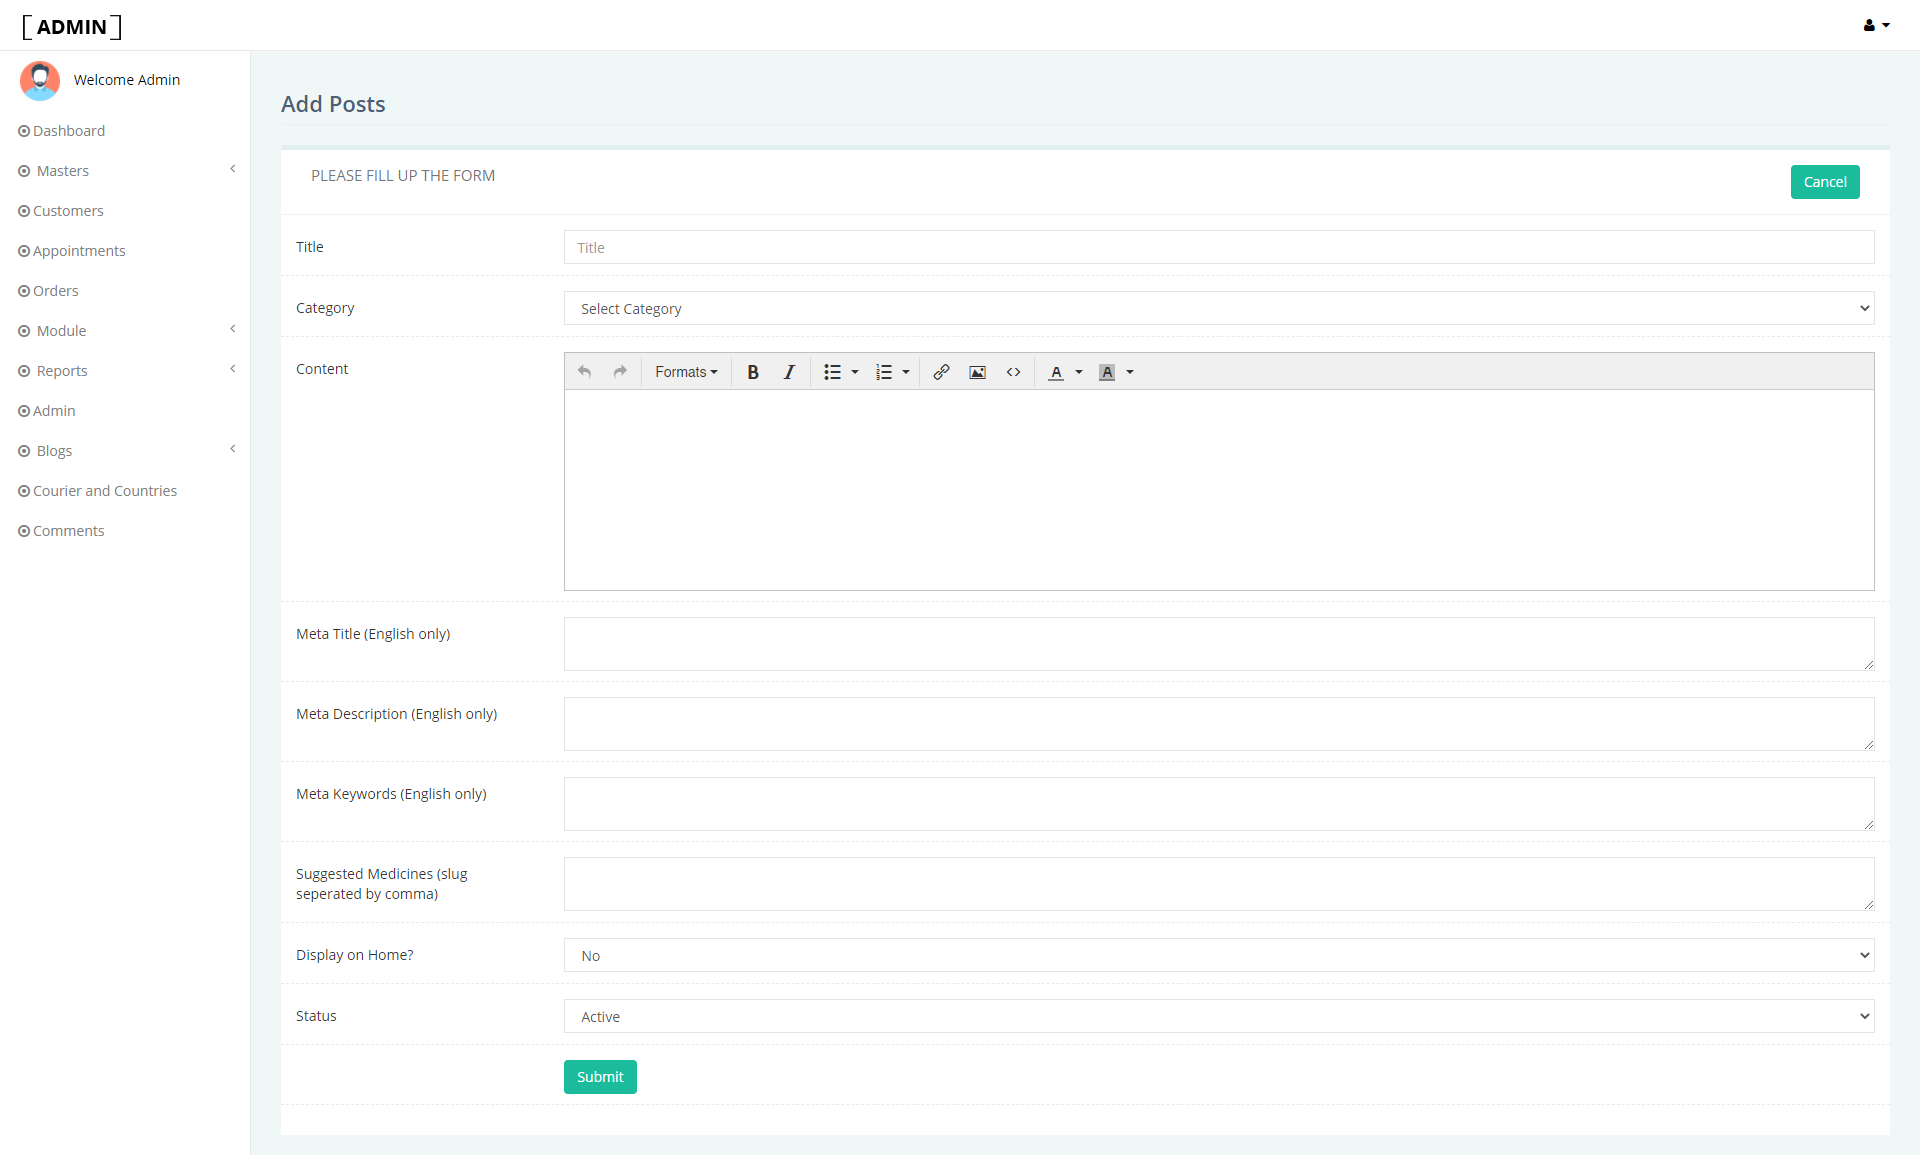 [ADMIN]
Welcome Admin
Dashboard
Masters
Customers
Appointments
Orders
Module
Reports
Admin
Blogs
Courier and Countries
Comments
Add Posts
PLEASE FILL UP THE FORM
Cancel
Title
Title
Category
Select Category
Content
Formats
B
I
A
A
Meta Title (English only)
Meta Description (English only)
Meta Keywords (English only)
Suggested Medicines (slug
seperated by comma)
Display on Home?
No
Status
Active
Submit